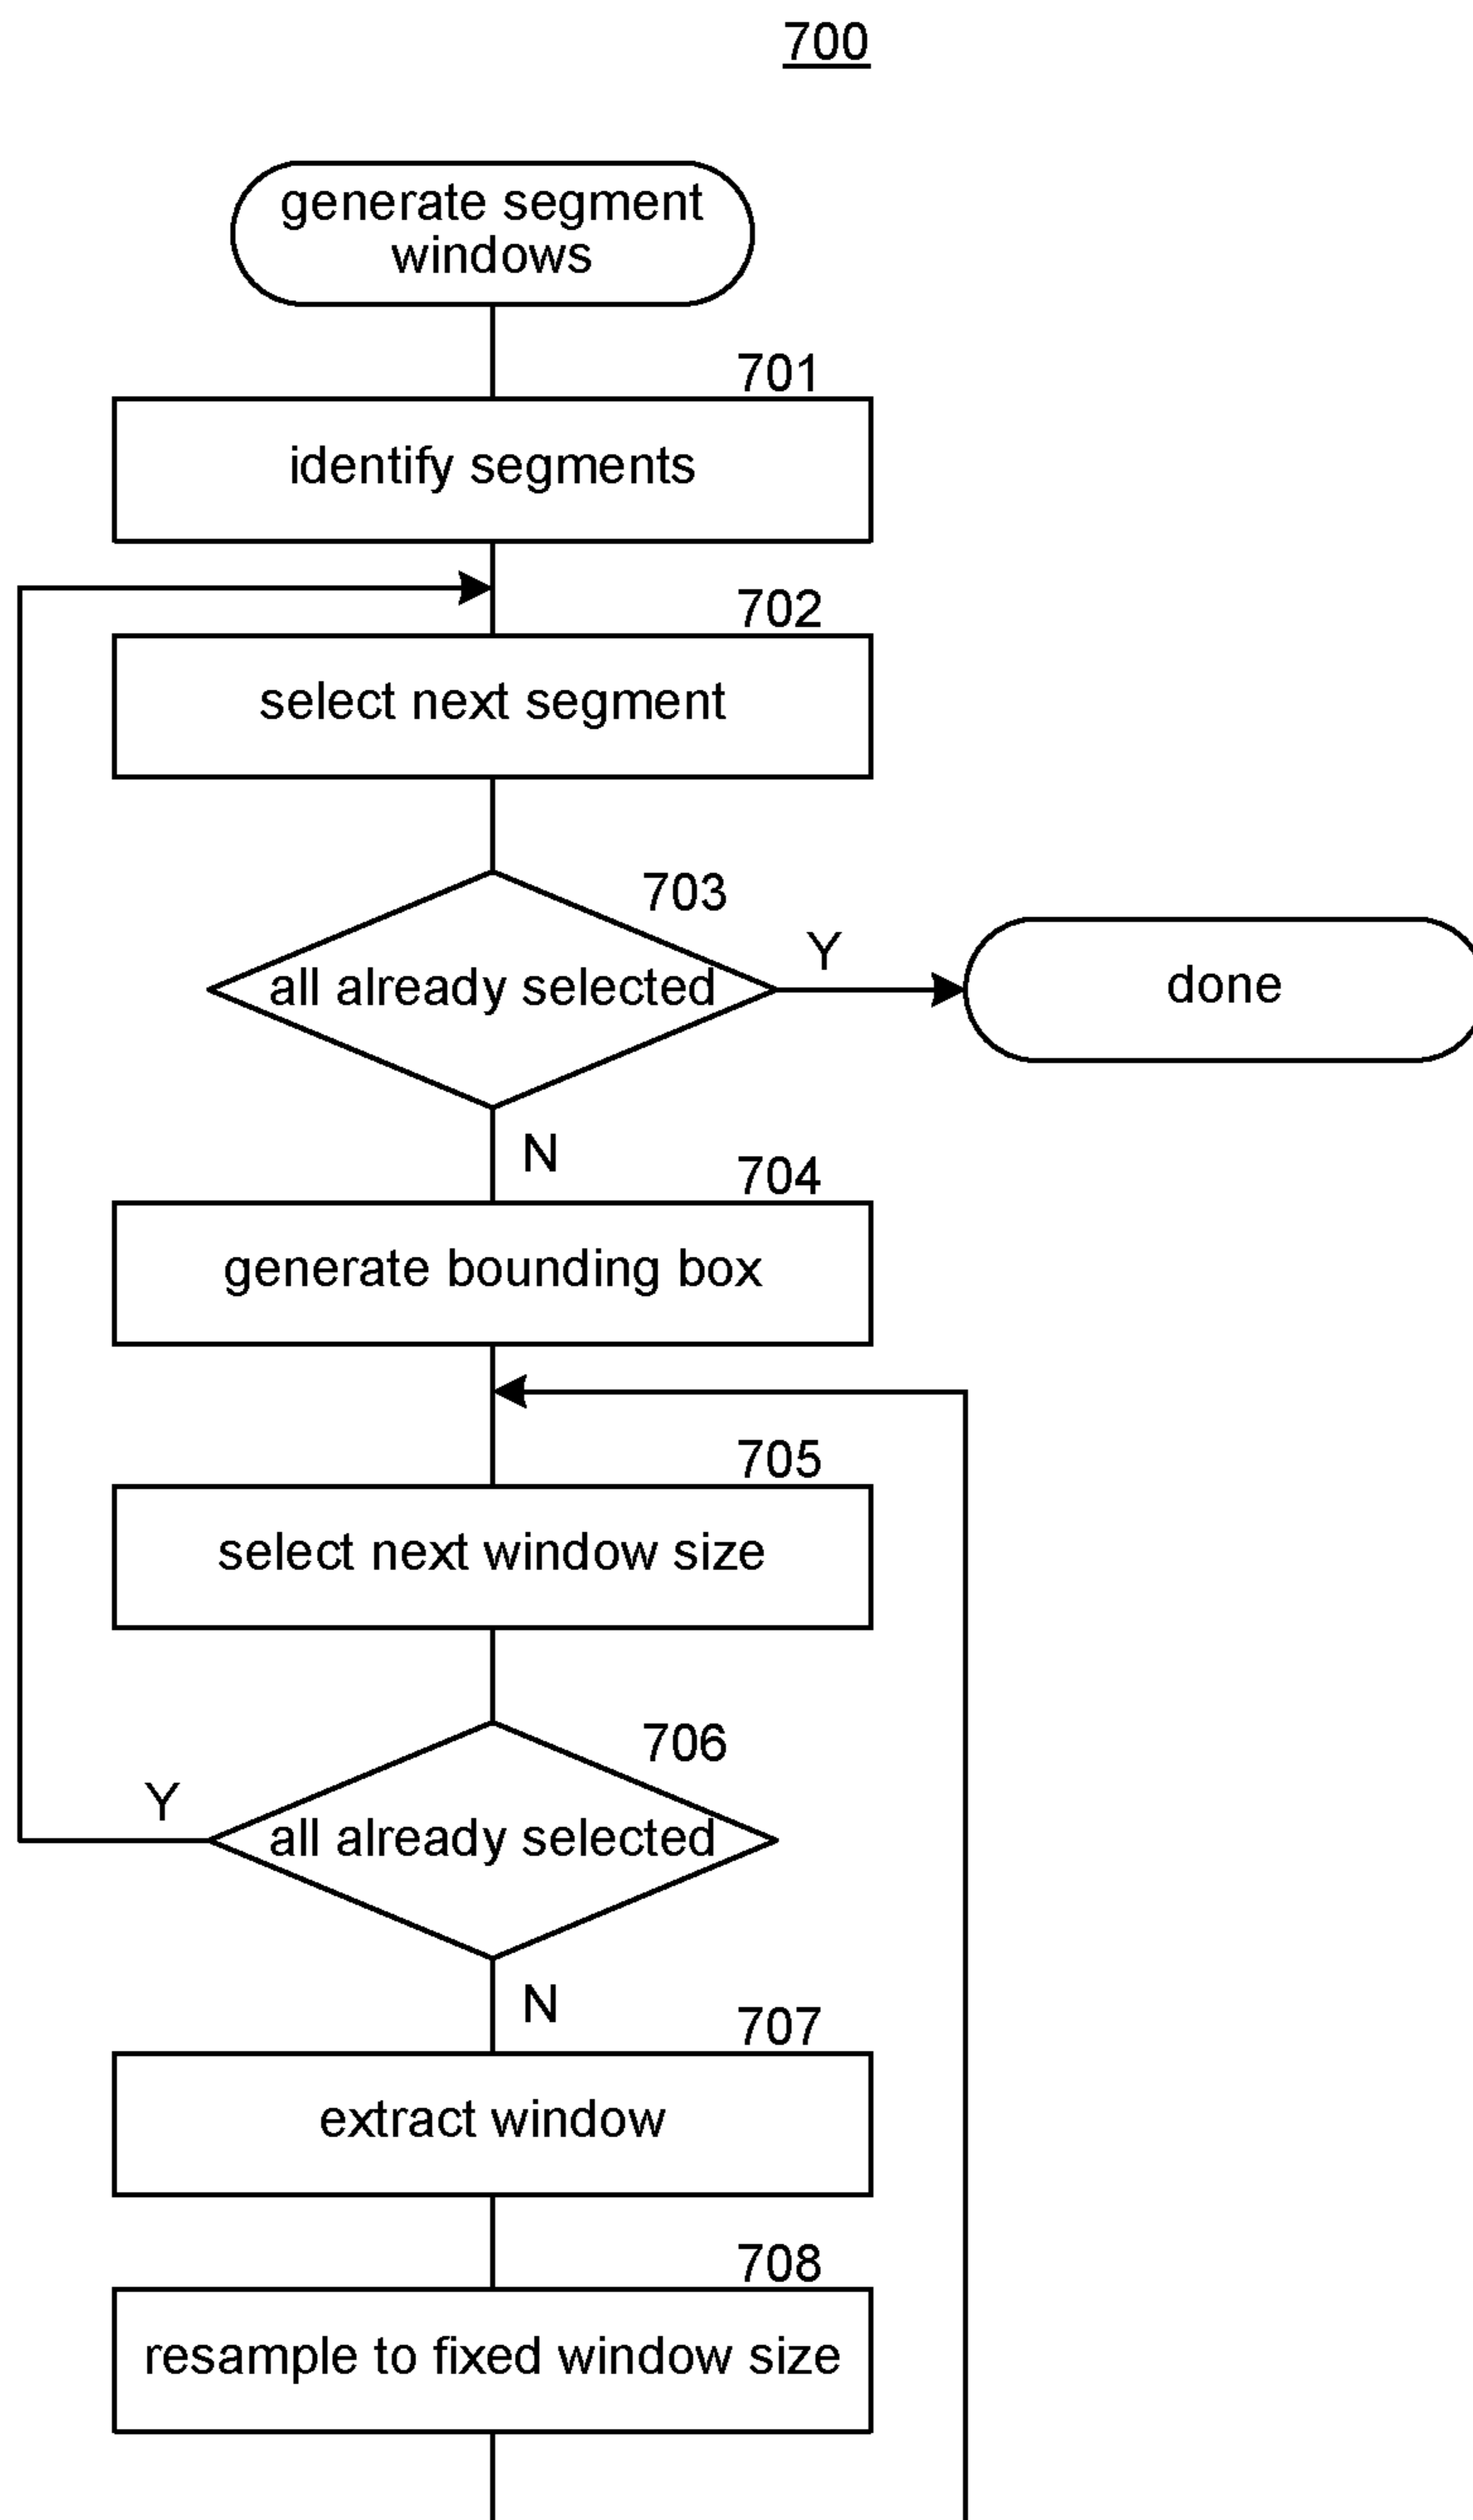 700
generate segment
windows
701
identify segments
702
select next segment
703
all already selected
Y
done
N
704
generate bounding box
705
select next window size
706
Y
all already selected
N
707
extract window
708
resample to fixed window size